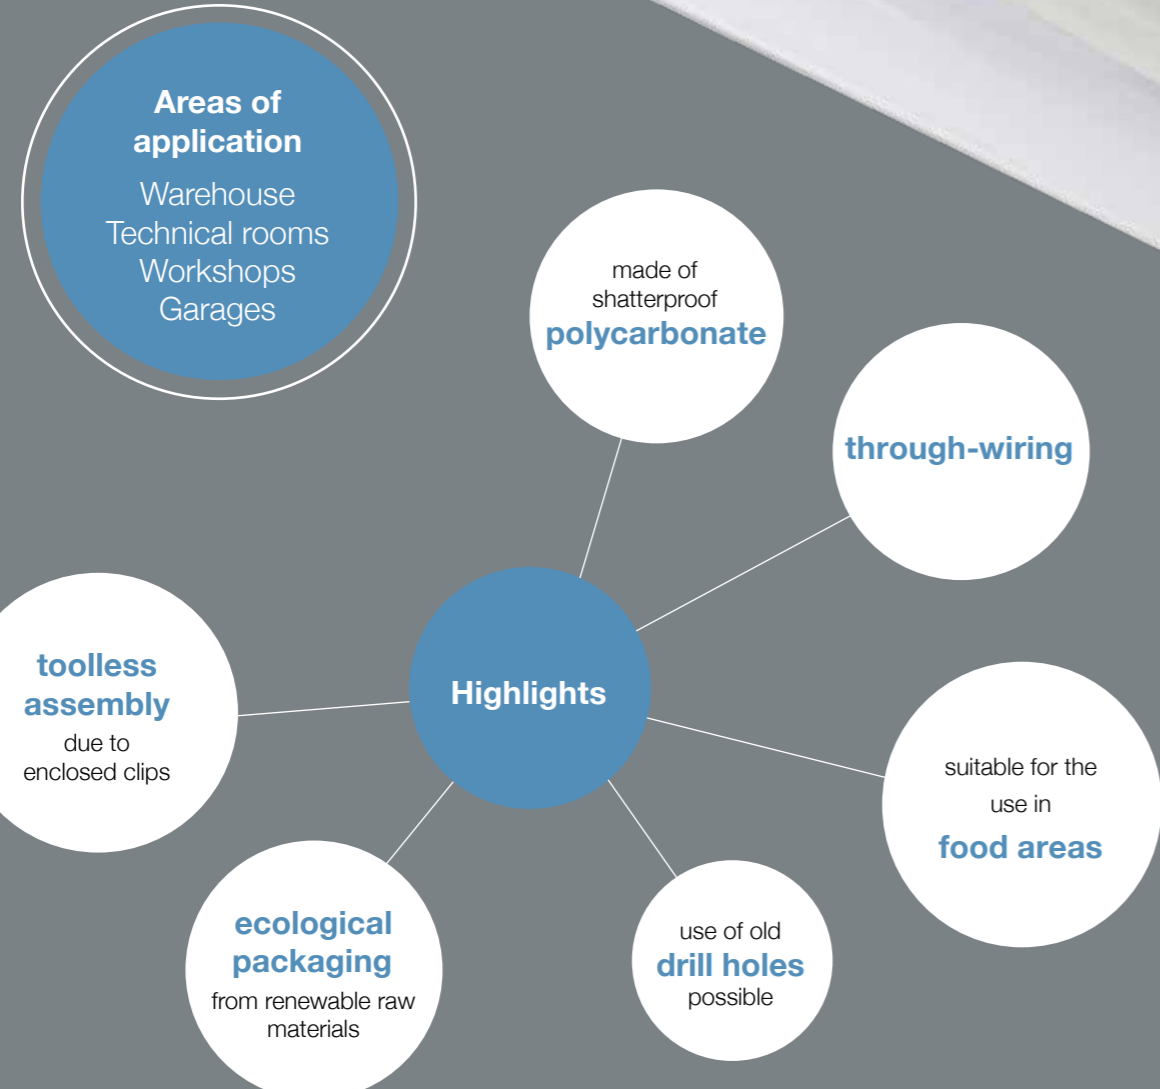 Areas of
application
Warehouse
Technical rooms
Workshops
Garages
made of
shatterproof
polycarbonate
through-wiring
Highlights
toolless
assembly
due to
enclosed clips
suitable for the
use in
food areas
ecological
packaging
from renewable raw
materials
use of old
drill holes
possible